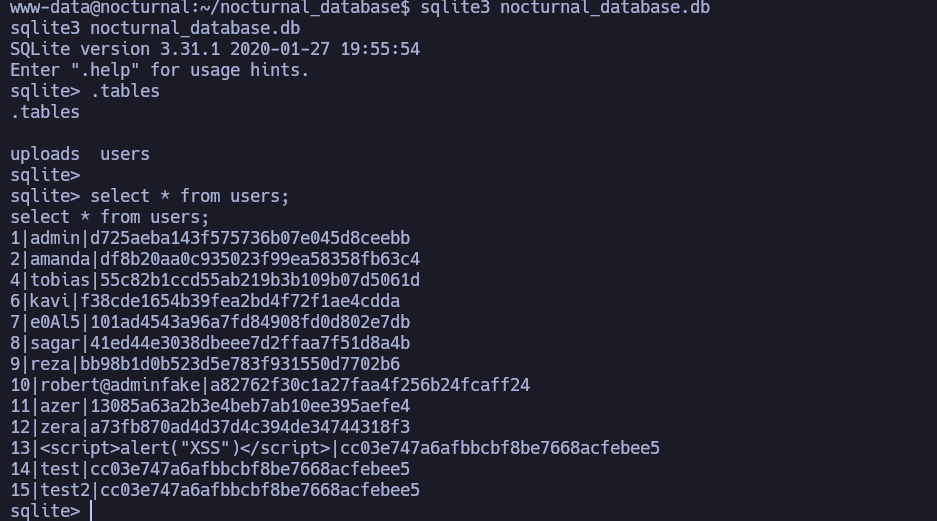 www-data@nocturnal:~/nocturnal_database$ sqlite3 nocturnal_database.db
sqlite3 nocturnal_database.db
SQLite version 3.31.1 2020-01-27 19:55:54
Enter ".help" for usage hints.
sqlite> .tables
.tables
uploads  users
sqlite>
sqlite> select * from users;
select * from users;
1|admin|d725aeba143f575736b07e045d8ceebb
2|amanda|df8b20aa0c935023f99ea58358fb63c4
4|tobias|55c82b1ccd55ab219b3b109b07d5061d
6|kavi|f38cde1654b39fea2bd4f72f1ae4cdda
7|e0Al5|101ad4543a96a7fd84908fd0d802e7db
8|sagar|41ed44e3038dbeee7d2ffaa7f51d8a4b
9|reza|bb98b1d0b523d5e783f931550d7702b6
10|robert@adminfake|a82762f30c1a27faa4f256b24fcaff24
11|azer|13085a63a2b3e4beb7ab10ee395aefe4
12|zera|a73fb870ad4d37d4c394de34744318f3
13|<script>alert("XSS")</script>|cc03e747a6afbbcbf8be7668acfebee5
14|test|cc03e747a6afbbcbf8be7668acfebee5
15|test2|cc03e747a6afbbcbf8be7668acfebee5
sqlite>